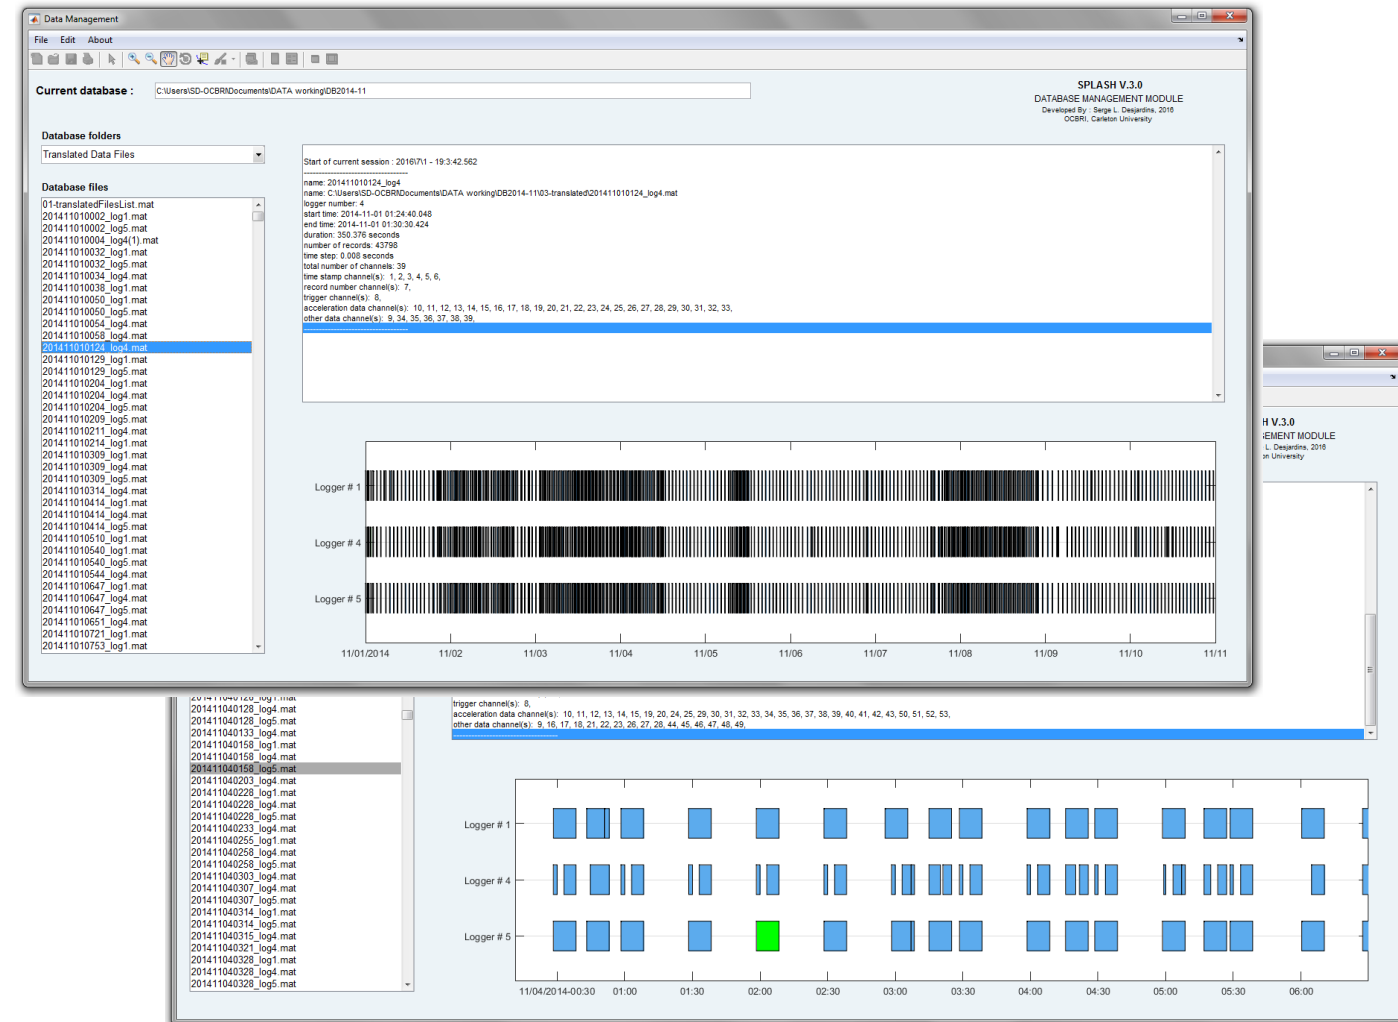 Data Management
File Edit About
Current database : C:\Users\SD-OCBRI\Documents\DATA working\DB2014-11
SPLASH V.3.0
DATABASE MANAGEMENT MODULE
Developed By : Serge L. Desjardins, 2016
OCBRI, Carleton University
Database folders
Translated Data Files
Database files
01-translatedFilesList.mat
201411010002_log1.mat
201411010002_log5.mat
201411010004_log4(1).mat
201411010032_log1.mat
201411010032_log5.mat
201411010034_log4.mat
201411010038_log1.mat
201411010050_log1.mat
201411010050_log5.mat
201411010054_log4.mat
201411010058_log4.mat
201411010124_log4.mat
201411010129_log1.mat
201411010129_log5.mat
201411010204_log1.mat
201411010204_log4.mat
201411010204_log5.mat
201411010209_log5.mat
201411010211_log4.mat
201411010214_log1.mat
201411010309_log1.mat
201411010309_log4.mat
201411010309_log5.mat
201411010314_log4.mat
201411010414_log1.mat
201411010414_log4.mat
201411010414_log5.mat
201411010510_log1.mat
201411010540_log1.mat
201411010540_log5.mat
201411010544_log4.mat
201411010647_log1.mat
201411010647_log4.mat
201411010647_log5.mat
201411010651_log4.mat
201411010721_log1.mat
201411010753_log1.mat
Start of current session : 2016\7\1 - 19:3:42.562
------------------------------------
name: 201411010124_log4
name: C:\Users\SD-OCBRI\Documents\DATA working\DB2014-11\03-translated\201411010124_log4.mat
logger number: 4
start time: 2014-11-01 01:24:40.048
end time: 2014-11-01 01:30:30.424
duration: 350.376 seconds
number of records: 43798
time step: 0.008 seconds
total number of channels: 39
time stamp channel(s): 1, 2, 3, 4, 5, 6,
record number channel(s): 7,
trigger channel(s): 8,
acceleration data channel(s): 10, 11, 12, 13, 14, 15, 16, 17, 18, 19, 20, 21, 22, 23, 24, 25, 26, 27, 28, 29, 30, 31, 32, 33,
other data channel(s): 9, 34, 35, 36, 37, 38, 39,
------------------------------------
Logger # 1
Logger # 4
Logger # 5
11/01/2014 11/02 11/03 11/04 11/05 11/06 11/07 11/08 11/09 11/10 11/11
H V.3.0
GEMENT MODULE
L. Desjardins, 2016
on University
201411040128_log1.mat
201411040128_log4.mat
201411040128_log5.mat
201411040133_log4.mat
201411040158_log1.mat
201411040158_log4.mat
201411040158_log5.mat
201411040203_log4.mat
201411040228_log1.mat
201411040228_log4.mat
201411040228_log5.mat
201411040233_log4.mat
201411040255_log1.mat
201411040258_log4.mat
201411040258_log5.mat
201411040303_log4.mat
201411040307_log4.mat
201411040307_log5.mat
201411040314_log1.mat
201411040314_log5.mat
201411040315_log4.mat
201411040321_log4.mat
201411040328_log1.mat
201411040328_log4.mat
201411040328_log5.mat
trigger channel(s): 8,
acceleration data channel(s): 10, 11, 12, 13, 14, 15, 19, 20, 24, 25, 29, 30, 31, 32, 33, 34, 35, 36, 37, 38, 39, 40, 41, 42, 43, 50, 51, 52, 53,
other data channel(s): 9, 16, 17, 18, 21, 22, 23, 26, 27, 28, 44, 45, 46, 47, 48, 49,
------------------------------------
Logger # 1
Logger # 4
Logger # 5
11/04/2014-00:30 01:00 01:30 02:00 02:30 03:00 03:30 04:00 04:30 05:00 05:30 06:00